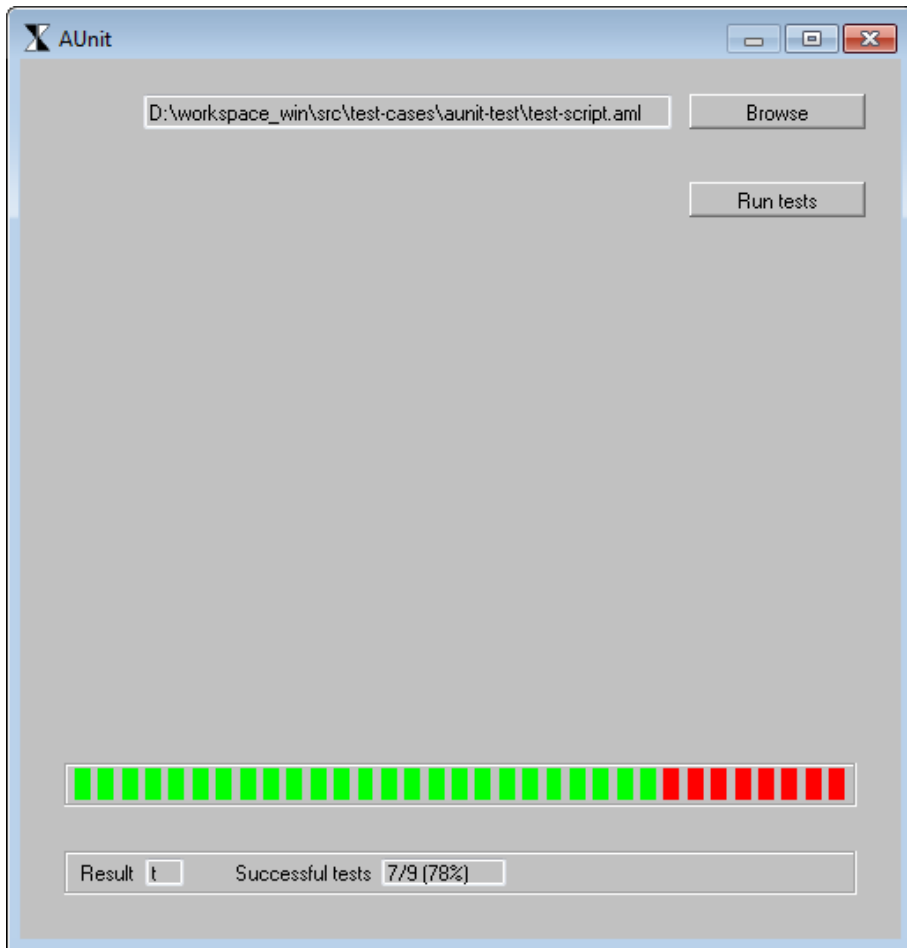 AUnit
D:\workspace_win\src\test-cases\aunit-test\test-script.aml Browse
Run tests
Result t Successful tests 7/9 (78%)